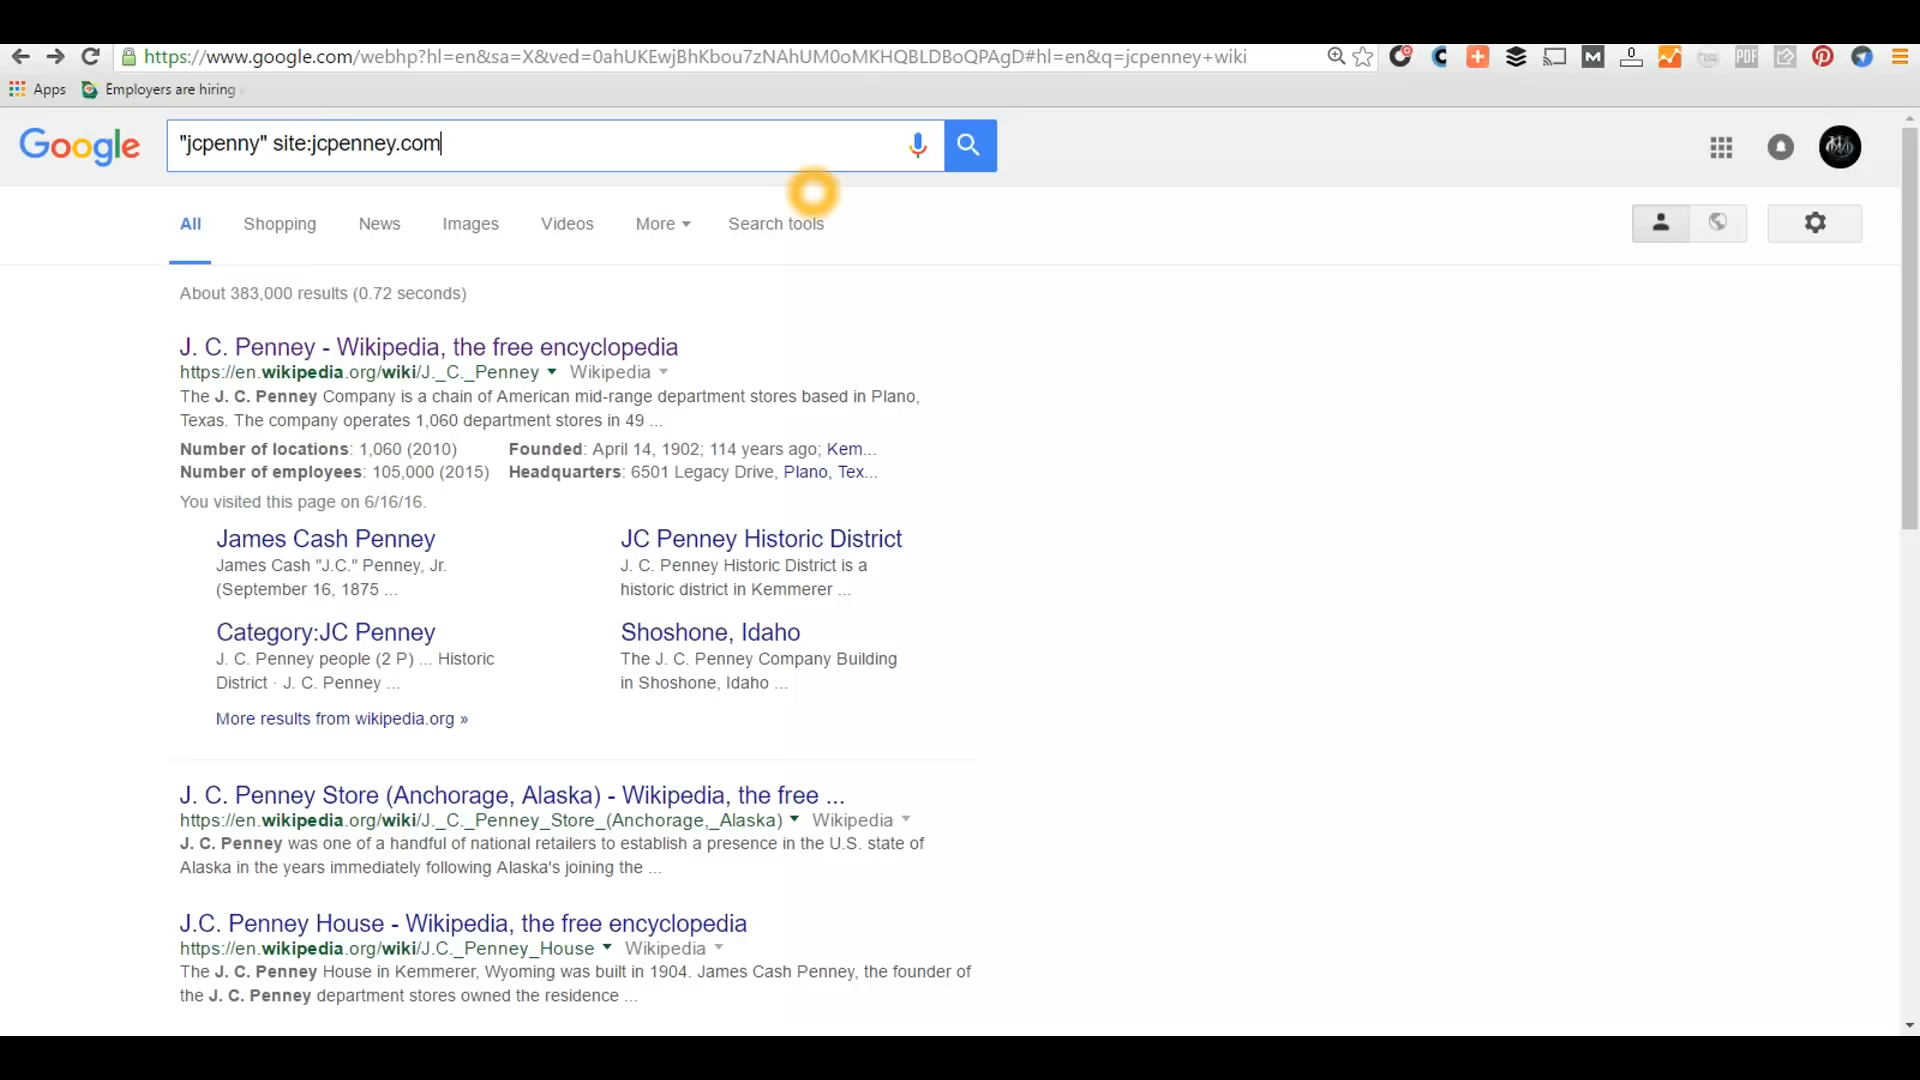 https://www.google.com/webhp?hl=en&sa=X&ved=0ahUKEwjBhKbou7zNAhUM0oMKHQBLDBoQPAgD#hl=en&q=jcpenney+wiki
M
0
PDF
Apps
Employers are hiring
Google
"jcpenny" site:jcpenney.com
All
Shopping
News
Images
Videos
More
Search tools
About 383,000 results (0.72 seconds)
J. C. Penney - Wikipedia, the free encyclopedia
https://en.wikipedia.org/wiki/J._C._Penney Wikipedia
The J. C. Penney Company is a chain of American mid-range department stores based in Plano,
Texas. The company operates 1,060 department stores in 49 ...
Number of locations: 1,060 (2010) Founded: April 14, 1902; 114 years ago; Kem...
Number of employees: 105,000 (2015) Headquarters: 6501 Legacy Drive, Plano, Tex...
You visited this page on 6/16/16.
James Cash Penney
James Cash "J.C." Penney, Jr.
(September 16, 1875 ...
JC Penney Historic District
J. C. Penney Historic District is a
historic district in Kemmerer ...
Category:JC Penney
J. C. Penney people (2 P) ... Historic
District · J. C. Penney ...
Shoshone, Idaho
The J. C. Penney Company Building
in Shoshone, Idaho ...
More results from wikipedia.org »
J. C. Penney Store (Anchorage, Alaska) - Wikipedia, the free ...
https://en.wikipedia.org/wiki/J._C._Penney_Store_(Anchorage,_Alaska) Wikipedia
J. C. Penney was one of a handful of national retailers to establish a presence in the U.S. state of
Alaska in the years immediately following Alaska's joining the ...
J.C. Penney House - Wikipedia, the free encyclopedia
https://en.wikipedia.org/wiki/J.C._Penney_House Wikipedia
The J. C. Penney House in Kemmerer, Wyoming was built in 1904. James Cash Penney, the founder of
the J. C. Penney department stores owned the residence ...